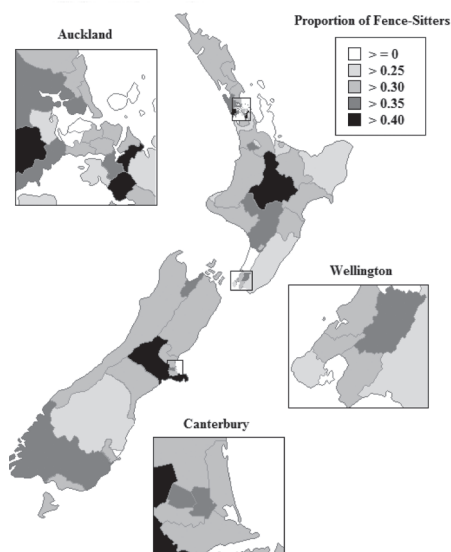 Proportion of Fence-Sitters
> = 0
> 0.25
> 0.30
> 0.35
> 0.40
Auckland
Wellington
Canterbury